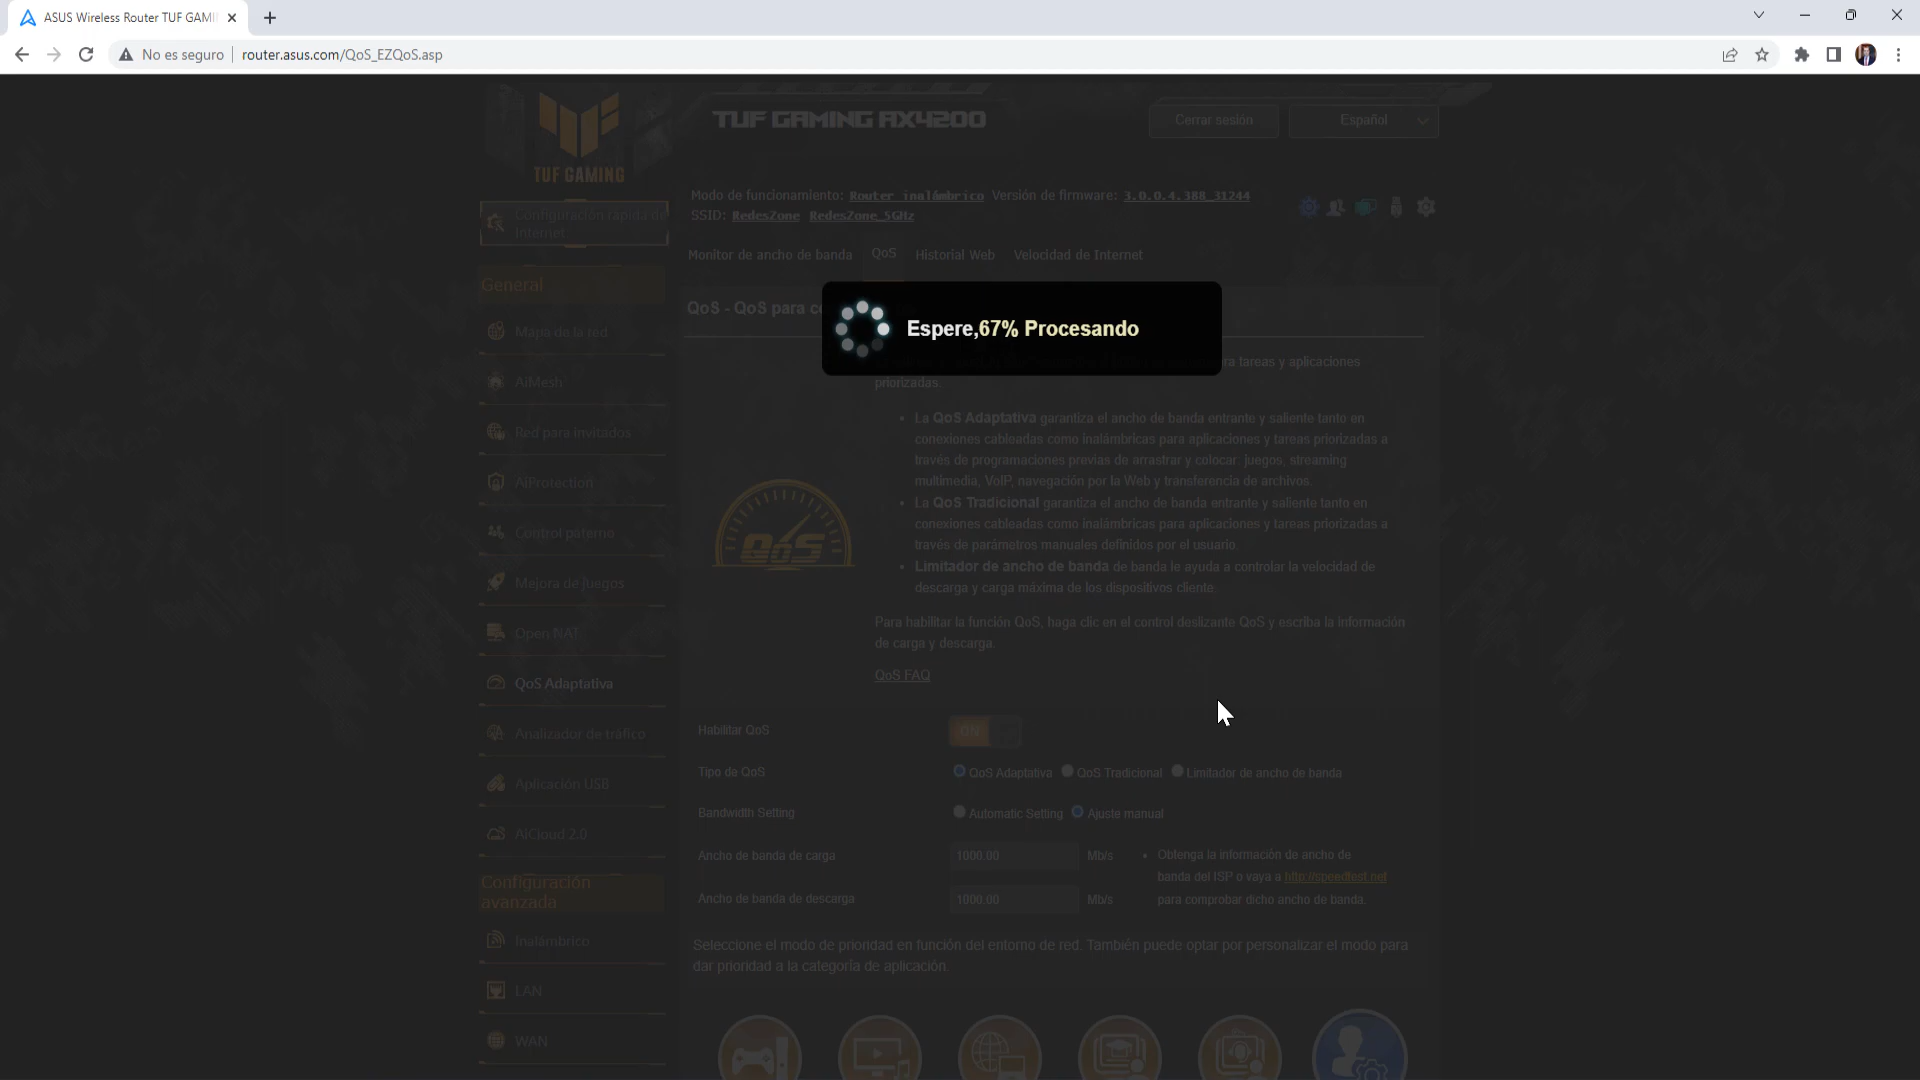 ASUS Wireless Router TUF GAMI
No es seguro
router.asus.com/QoS_EZQoS.asp
TUF GAMING
TUF GAMING AX4200
Cerrar sesión
Español
Modo de funcionamiento: Router inalámbrico Versión de firmware: 3.0.0.4.388_31244
SSID: RedesZone RedesZone_5GHz
Configuración rápida de
Internet
Monitor de ancho de banda
QoS
Historial Web
Velocidad de Internet
General
Mapa de la red
AiMesh
Red para invitados
AiProtection
Control paterno
Mejora de juegos
Open NAT
QoS Adaptativa
Analizador de tráfico
Aplicación USB
AiCloud 2.0
Configuración
avanzada
Inalámbrico
LAN
WAN
QoS - QoS para
Espere,67% Procesando
tareas y aplicaciones
priorizadas.
• La QoS Adaptativa garantiza el ancho de banda entrante y saliente tanto en
conexiones cableadas como inalámbricas para aplicaciones y tareas priorizadas a
través de programaciones previas de arrastrar y colocar: juegos, streaming
multimedia, VoIP, navegación por la Web y transferencia de archivos.
• La QoS Tradicional garantiza el ancho de banda entrante y saliente tanto en
conexiones cableadas como inalámbricas para aplicaciones y tareas priorizadas a
través de parámetros manuales definidos por el usuario.
• Limitador de ancho de banda de banda le ayuda a controlar la velocidad de
descarga y carga máxima de los dispositivos cliente.
QoS
Para habilitar la función QoS, haga clic en el control deslizante QoS y escriba la información
de carga y descarga.
QoS FAQ
Habilitar QoS
ON
Tipo de QoS
QoS Adaptativa
QoS Tradicional
Limitador de ancho de banda
Bandwidth Setting
Automatic Setting
Ajuste manual
Ancho de banda de carga
1000.00
Mb/s
Ancho de banda de descarga
1000.00
Mb/s
• Obtenga la información de ancho de
banda del ISP o vaya a http://speedtest.net
para comprobar dicho ancho de banda.
Seleccione el modo de prioridad en función del entorno de red. También puede optar por personalizar el modo para
dar prioridad a la categoría de aplicación.